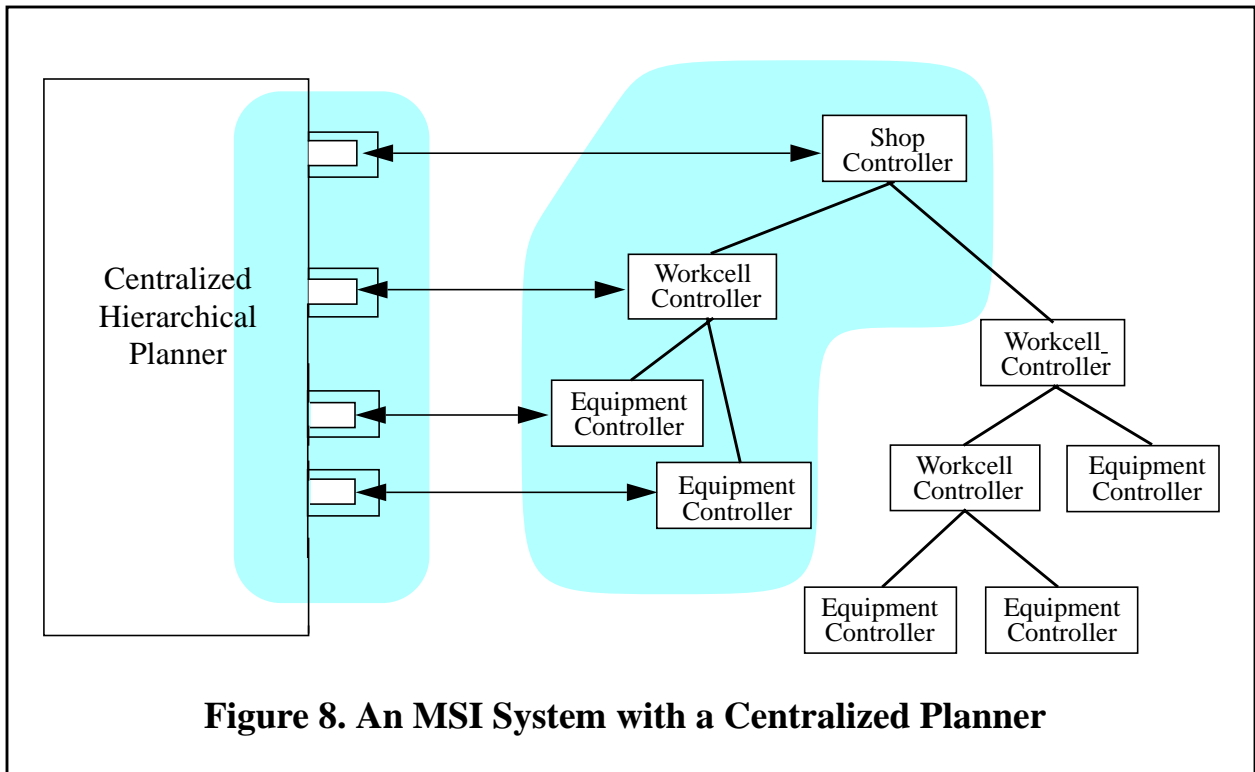 Shop
Controller
Workcell
Controller
Centralized
Hierarchical
Planner
Workcell
Controller
Equipment
Controller
Workcell
Controller
Equipment
Controller
Equipment
Controller
Equipment
Controller
Equipment
Controller
Figure 8. An MSI System with a Centralized Planner